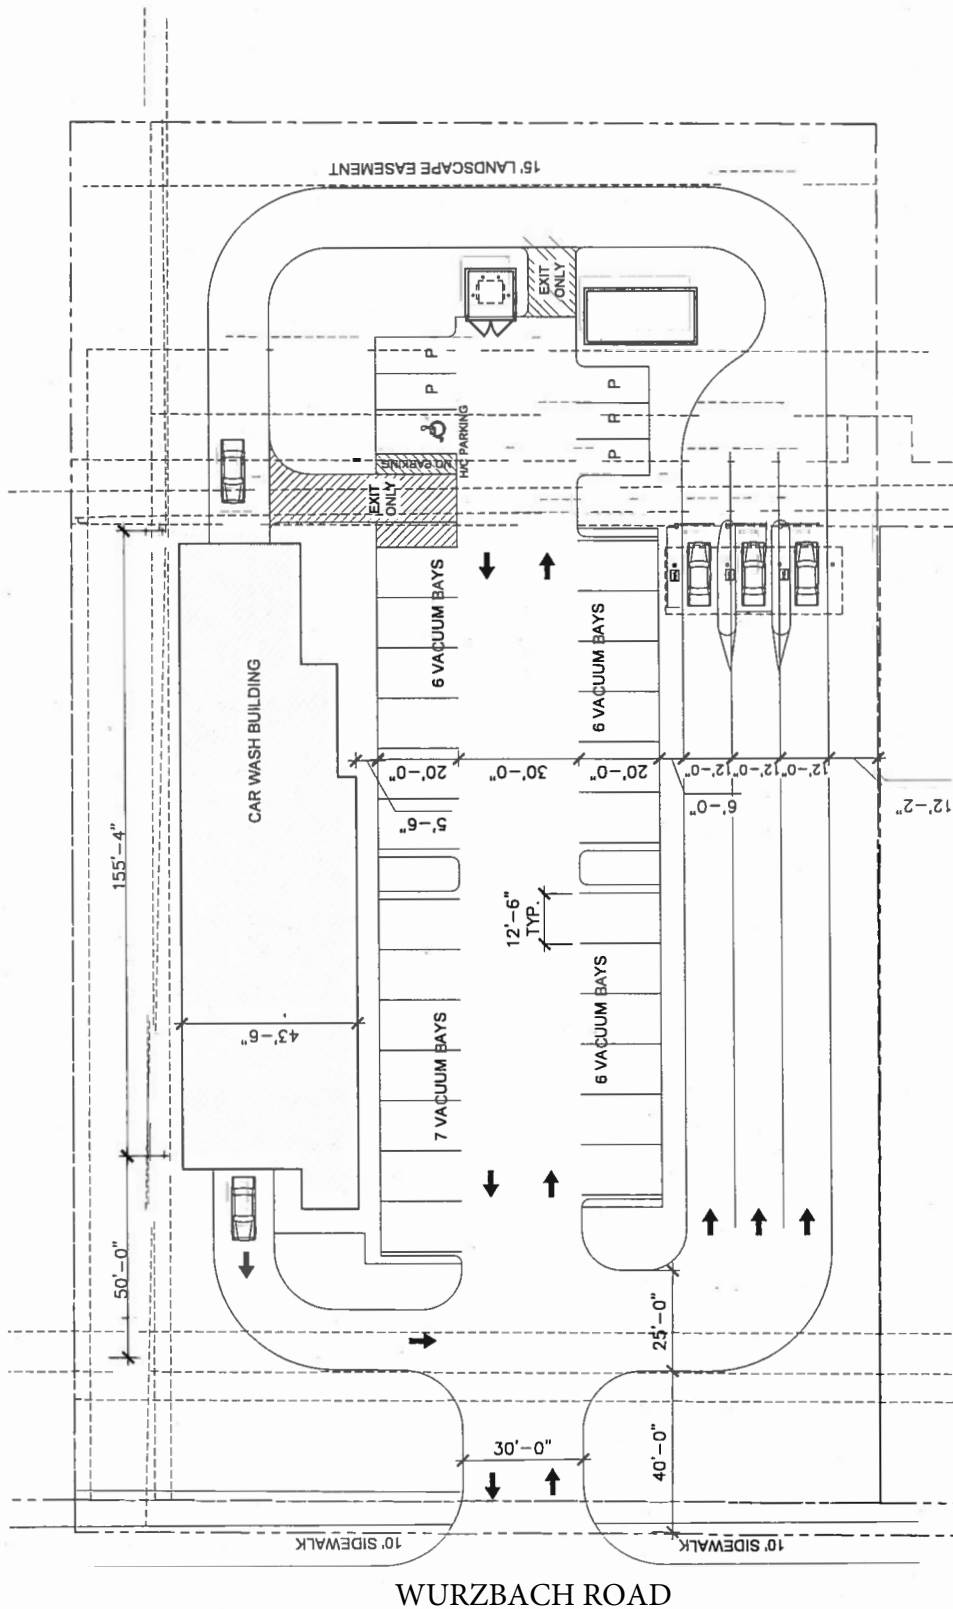 15' LANDSCAPE EASEMENT
EXIT
ONLY
P
P
P
P
P
H/C PARKING
NO PARKING
EXIT
ONLY
6 VACUUM BAYS
6 VACUUM BAYS
CAR WASH BUILDING
155'-4"
20'-0"
30'-0"
20'-0"
12'-0"
12'-0"
12'-0"
5'-6"
6'-0"
12'-2"
12'-6"
TYP.
43'-6"
7 VACUUM BAYS
6 VACUUM BAYS
50'-0"
25'-0"
30'-0"
40'-0"
10' SIDEWALK
10' SIDEWALK
WURZBACH ROAD